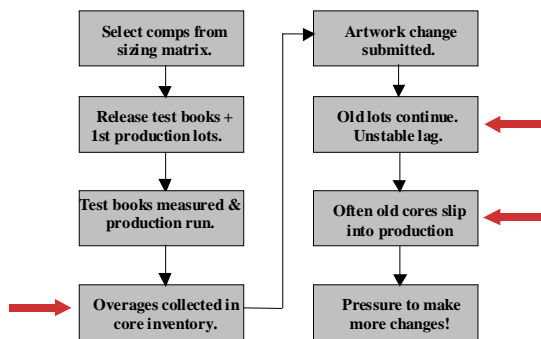 Select comps from
sizing matrix.
Release test books +
1st production lots.
Test books measured &
production run.
Overages collected in
core inventory.
Artwork change
submitted.
Old lots continue.
Unstable lag.
Often old cores slip
into production
Pressure to make
more changes!